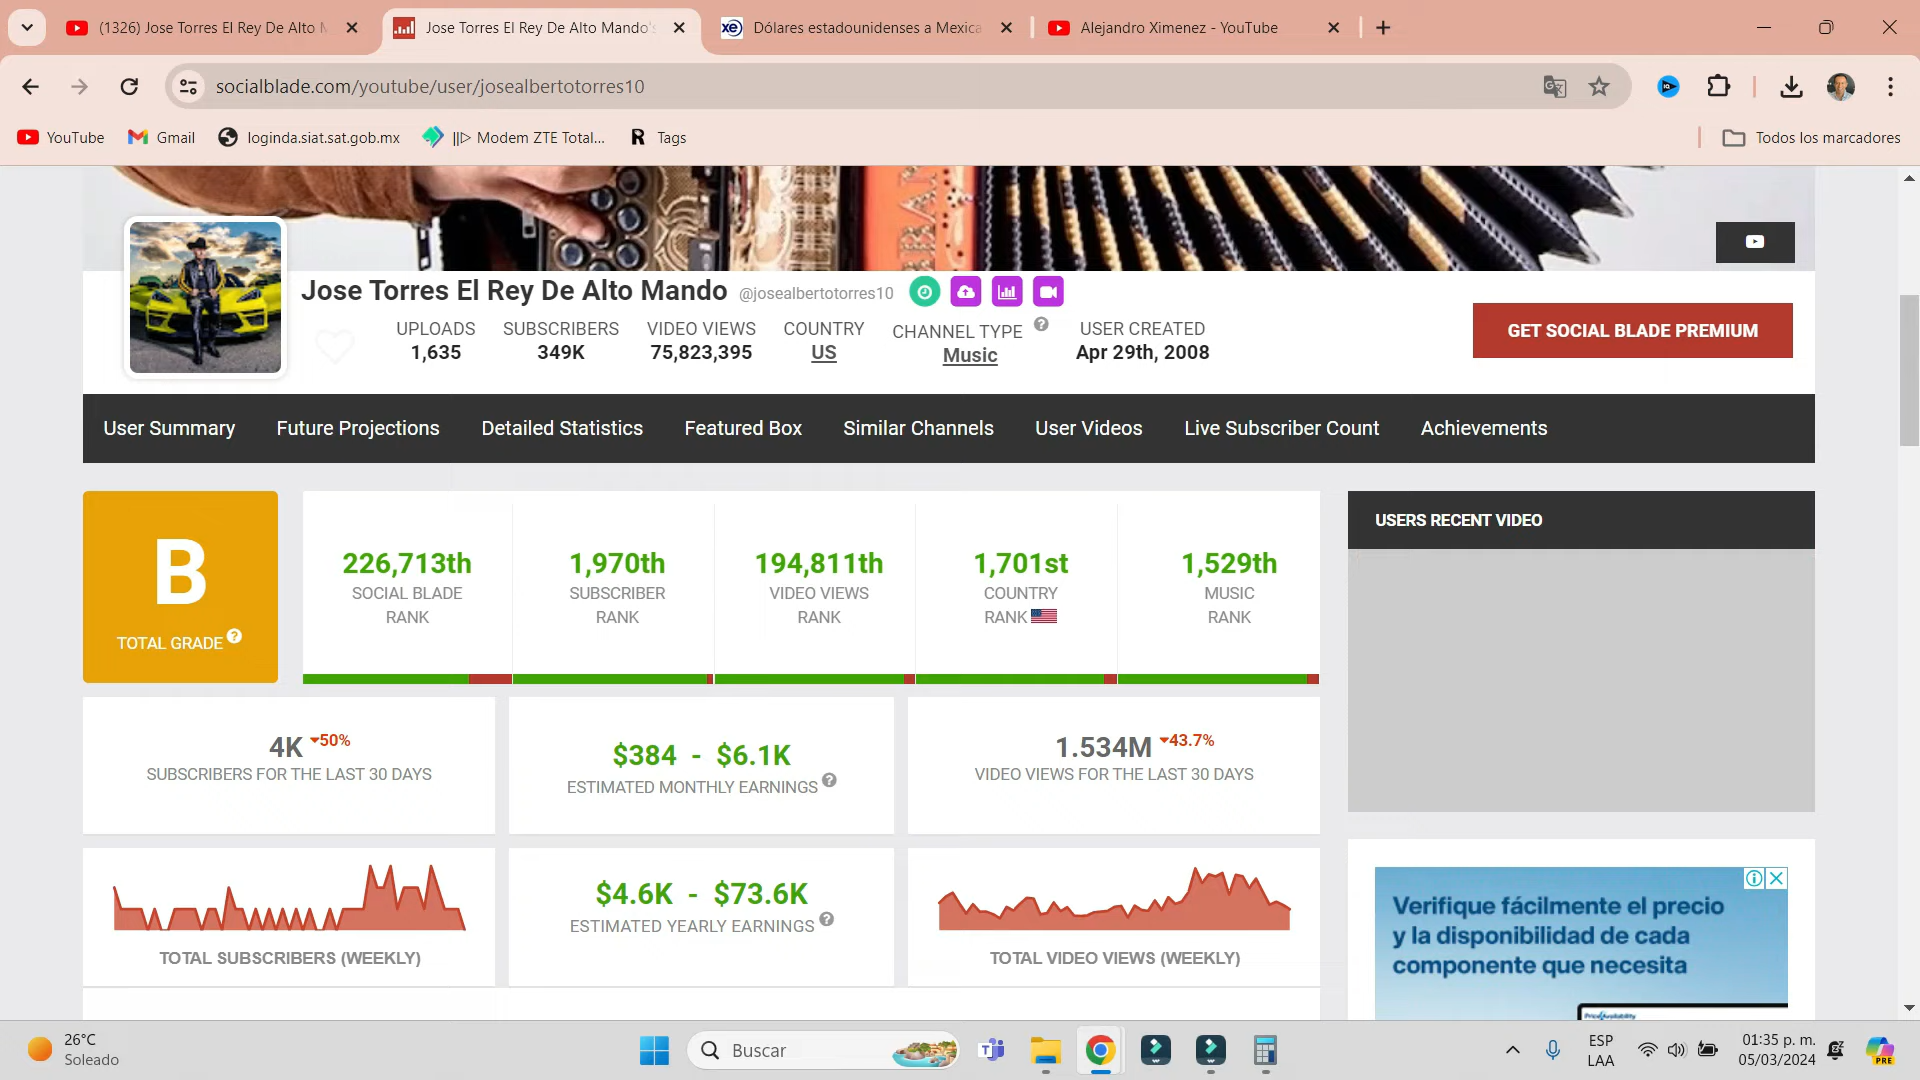 (1326) Jose Torres El Rey De Alto M
Jose Torres El Rey De Alto Mando's
xe Dólares estadounidenses a Mexica
Alejandro Ximenez - YouTube
socialblade.com/youtube/user/josealbertotorres10
YouTube
Gmail
loginda.siat.sat.gob.mx
||▷ Modem ZTE Total...
R Tags
Todos los marcadores
Jose Torres El Rey De Alto Mando @josealbertotorres10
UPLOADS
1,635
SUBSCRIBERS
349K
VIDEO VIEWS
75,823,395
COUNTRY
US
CHANNEL TYPE ?
Music
USER CREATED
Apr 29th, 2008
GET SOCIAL BLADE PREMIUM
User Summary
Future Projections
Detailed Statistics
Featured Box
Similar Channels
User Videos
Live Subscriber Count
Achievements
B
TOTAL GRADE ?
226,713th
SOCIAL BLADE
RANK
1,970th
SUBSCRIBER
RANK
194,811th
VIDEO VIEWS
RANK
1,701st
COUNTRY
RANK
1,529th
MUSIC
RANK
USERS RECENT VIDEO
4K 50%
SUBSCRIBERS FOR THE LAST 30 DAYS
$384 - $6.1K
ESTIMATED MONTHLY EARNINGS ?
1.534M 43.7%
VIDEO VIEWS FOR THE LAST 30 DAYS
TOTAL SUBSCRIBERS (WEEKLY)
$4.6K - $73.6K
ESTIMATED YEARLY EARNINGS ?
TOTAL VIDEO VIEWS (WEEKLY)
Verifique fácilmente el precio
y la disponibilidad de cada
componente que necesita
26°C
Soleado
Buscar
ESP
LAA
01:35 p. m.
05/03/2024
PRE